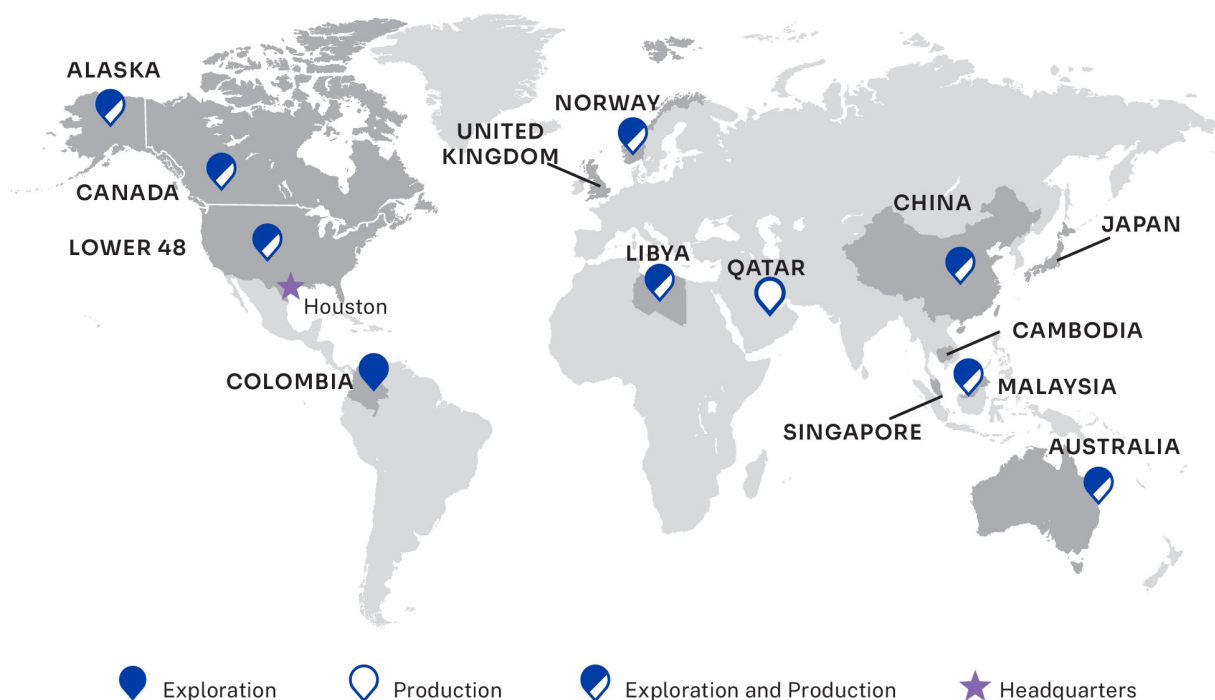 ALASKA
NORWAY
UNITED
KINGDOM
CANADA
CHINA
JAPAN
LOWER 48
LIBYA
QATAR
Houston
CAMBODIA
COLOMBIA
MALAYSIA
SINGAPORE
AUSTRALIA
Exploration
Production
Exploration and Production
Headquarters